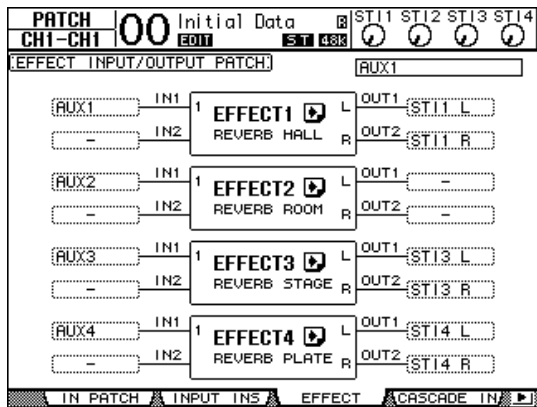 PATCH
CH1-CH1
00
Initial Data
EDIT
ST 48K
STI1 STI2 STI3 STI4
EFFECT INPUT/OUTPUT PATCH
AUX1
AUX1 IN1 1 EFFECT1 L OUT1 STI1 L
- IN2 REVERB HALL R OUT2 STI1 R
AUX2 IN1 1 EFFECT2 L OUT1 -
- IN2 REVERB ROOM R OUT2 -
AUX3 IN1 1 EFFECT3 L OUT1 STI3 L
- IN2 REVERB STAGE R OUT2 STI3 R
AUX4 IN1 1 EFFECT4 L OUT1 STI4 L
- IN2 REVERB PLATE R OUT2 STI4 R
IN PATCH INPUT INS EFFECT CASCADE IN